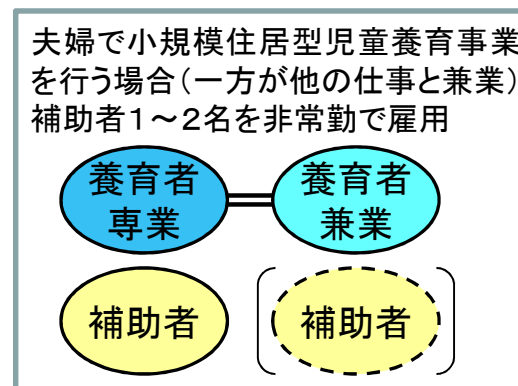 夫婦で小規模住居型児童養育事業
を行う場合(一方が他の仕事と兼業)
補助者1～2名を非常勤で雇用
養育者
専業
養育者
兼業
補助者
補助者